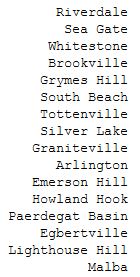 Riverdale
Sea Gate
Whitestone
Brookville
Grymes Hill
South Beach
Tottenville
Silver Lake
Graniteville
Arlington
Emerson Hill
Howland Hook
Paerdegat Basin
Egbertville
Lighthouse Hill
Malba